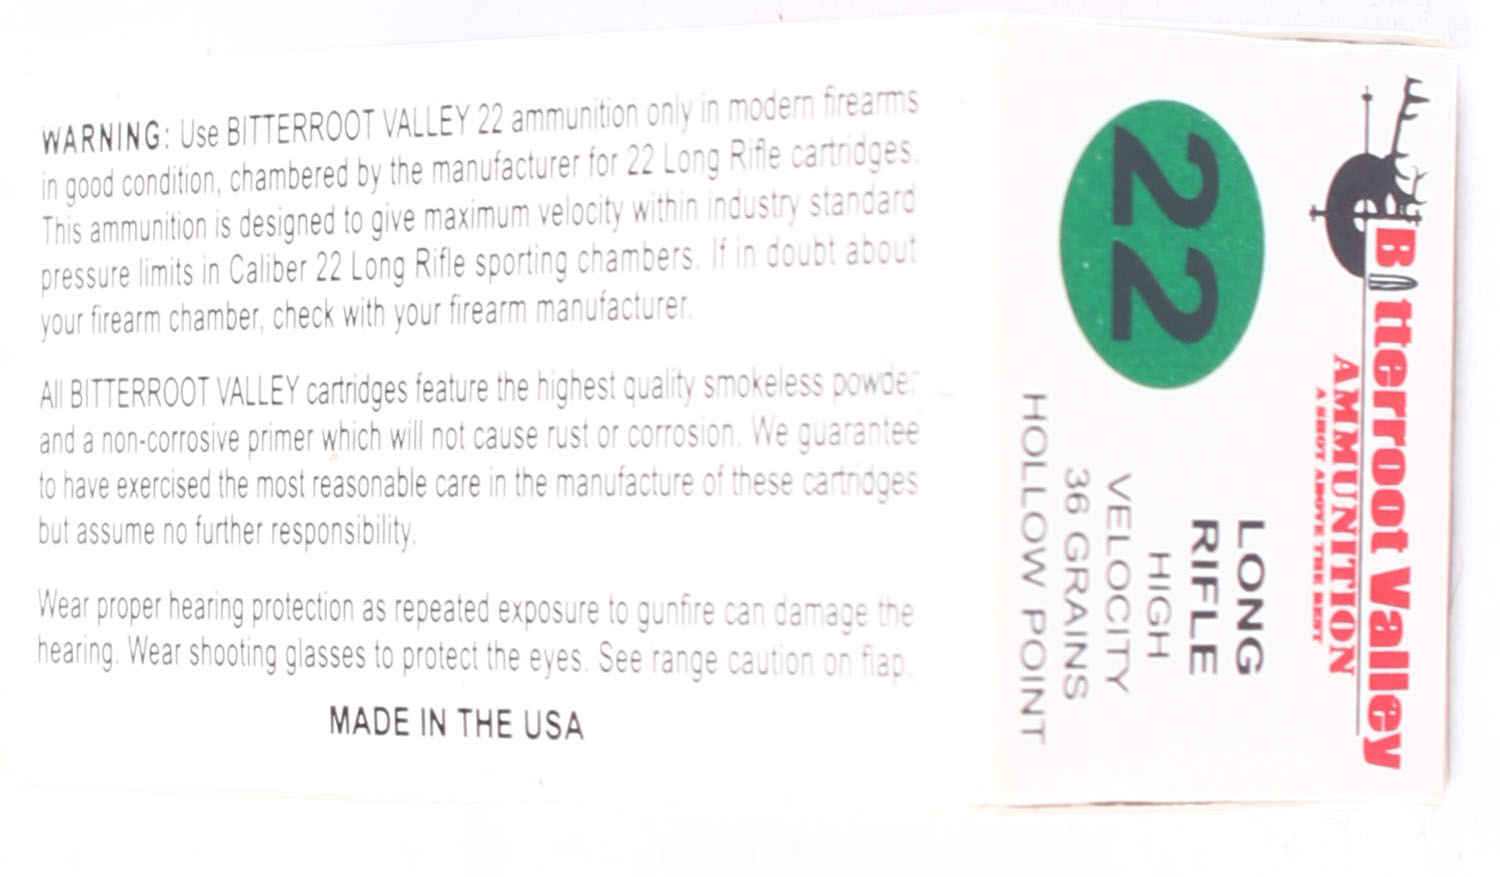 WARNING: Use BITTERROOT VALLEY 22 ammunition only in modern firearms
in good condition, chambered by the manufacturer for 22 Long Rifle cartridges.
This ammunition is designed to give maximum velocity within industry standard
pressure limits in Caliber 22 Long Rifle sporting chambers. If in doubt about
your firearm chamber, check with your firearm manufacturer.
All BITTERROOT VALLEY cartridges feature the highest quality smokeless powder
and a non-corrosive primer which will not cause rust or corrosion. We guarantee
to have exercised the most reasonable care in the manufacture of these cartridges
but assume no further responsibility.
Wear proper hearing protection as repeated exposure to gunfire can damage the
hearing. Wear shooting glasses to protect the eyes. See range caution on flap.
MADE IN THE USA
Bitterroot Valley
AMMUNITION
A SHOT ABOVE THE REST
22
LONG
RIFLE
HIGH
VELOCITY
36 GRAINS
HOLLOW POINT